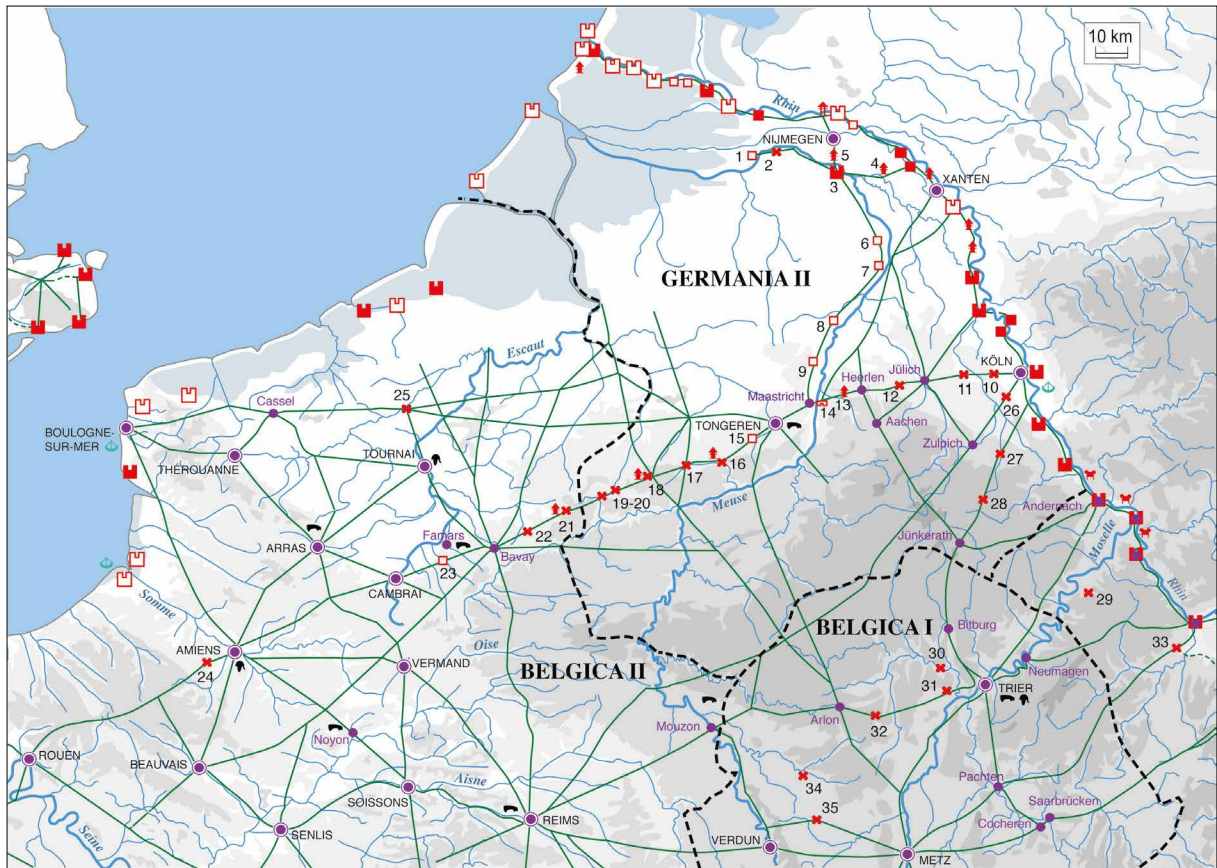 10 km
Rhin
NIJMEGEN
1
2
5
4
3
XANTEN
6
7
GERMANIA II
8
Escaut
9
Heerlen
Jülich
KÖLN
11
10
12
13
14
Maastricht
Aachen
26
25
Cassel
BOULOGNE-
SUR-MER
TONGEREN
15
Zulpich
THÉROUANNE
TOURNAI
16
17
27
18
19-20
Meuse
28
Andernach
21
22
ARRAS
Famars
23
Bavay
Jünkerath
Moselle
CAMBRAI
Rhin
29
Somme
AMIENS
24
Oise
VERMAND
BELGICA II
BELGICA I
Bitburg
30
33
Neumagen
31
TRIER
Arlon
32
Mouzon
Noyon
ROUEN
BEAUVAIS
Aisne
SOISSONS
34
Pachten
Saarbrücken
35
Cocheren
REIMS
SENLIS
Seine
VERDUN
METZ